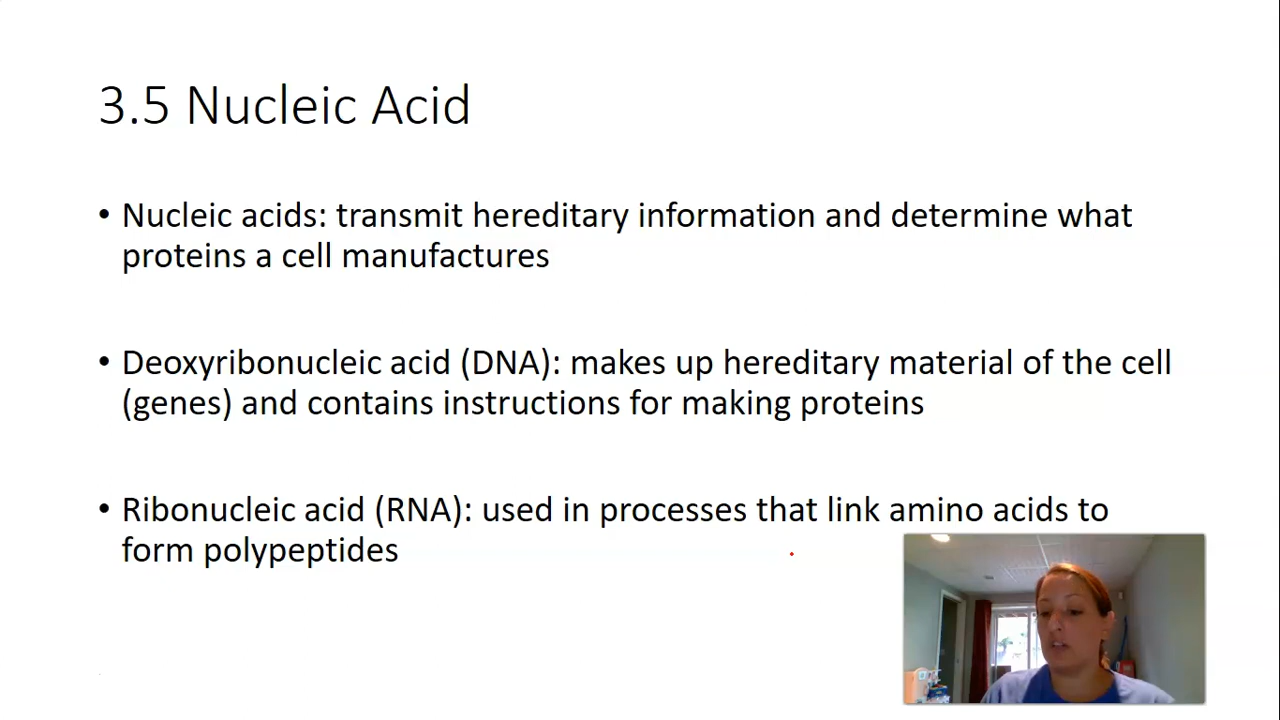 3.5 Nucleic Acid
• Nucleic acids: transmit hereditary information and determine what
proteins a cell manufactures
• Deoxyribonucleic acid (DNA): makes up hereditary material of the cell
(genes) and contains instructions for making proteins
• Ribonucleic acid (RNA): used in processes that link amino acids to
form polypeptides